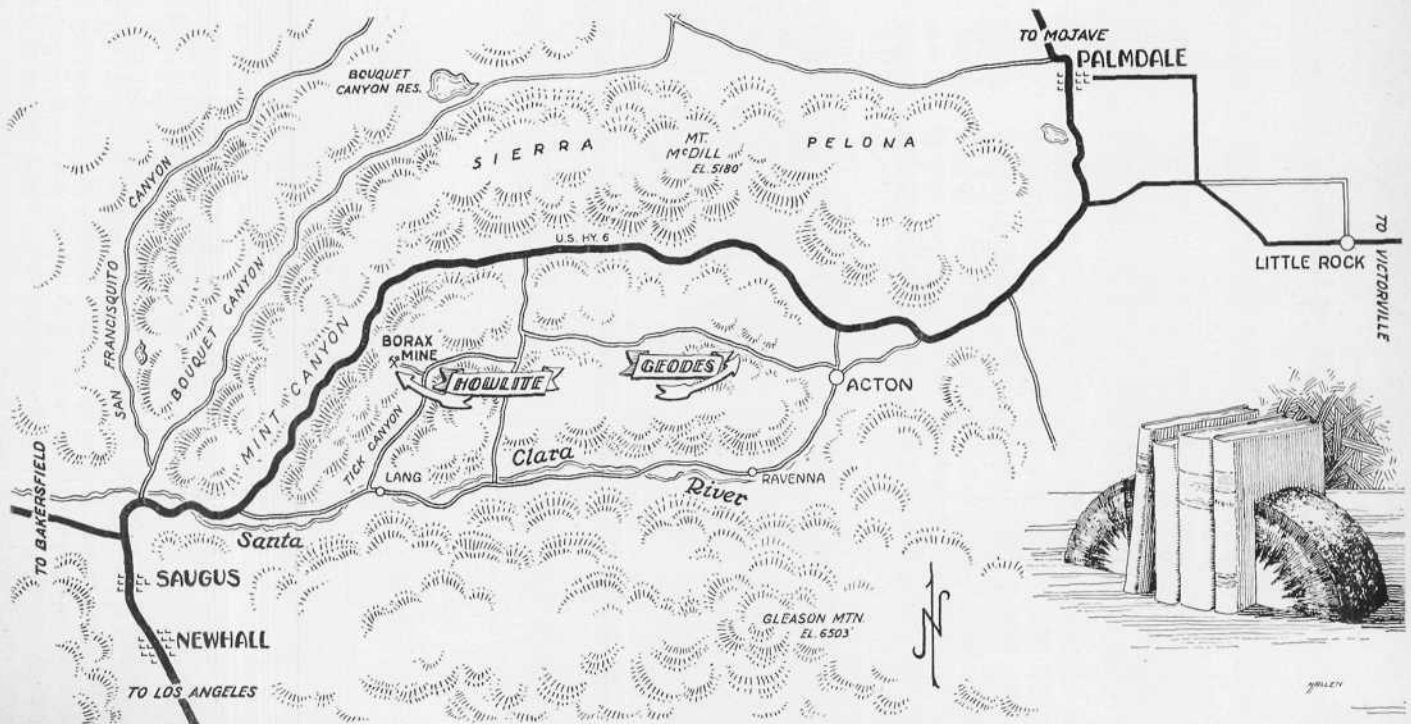 TO MOJAVE
PALMDALE
BOUQUET
CANYON RES.
SIERRA
PELONA
MT.
McDILL
EL. 5180'
SAN FRANCISQUITO CANYON
BOUQUET CANYON
MINT CANYON
U.S. HY. 6
TO VICTORVILLE
LITTLE ROCK
BORAX
MINE
HOWLITE
GEODES
ACTON
TICK CANYON
LANG
Santa Clara River
RAVENNA
TO BAKERSFIELD
SAUGUS
NEWHALL
TO LOS ANGELES
GLEASON MTN.
EL. 6503'
N